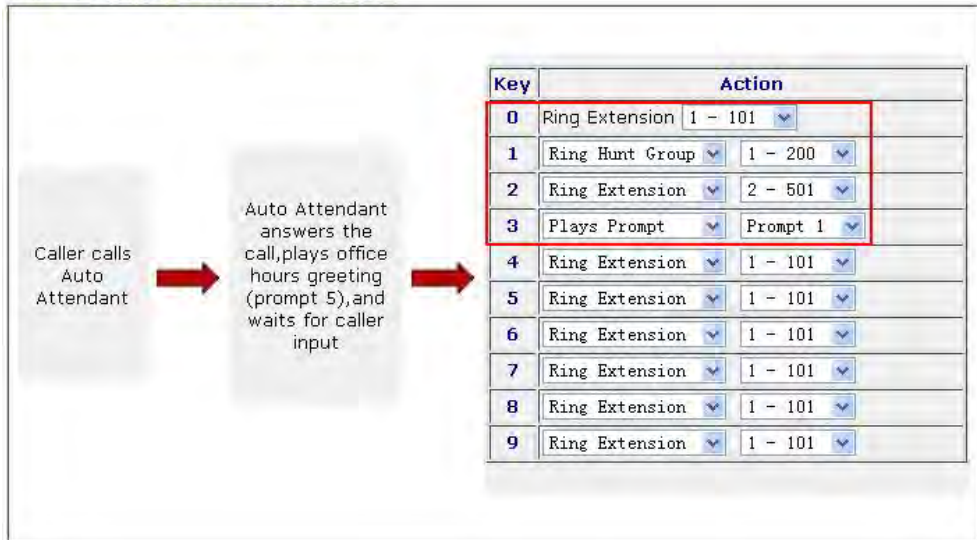 Caller calls
Auto
Attendant
Auto Attendant
answers the
call,plays office
hours greeting
(prompt 5),and
waits for caller
input
Key Action
0 Ring Extension 1 - 101
1 Ring Hunt Group 1 - 200
2 Ring Extension 2 - 501
3 Plays Prompt Prompt 1
4 Ring Extension 1 - 101
5 Ring Extension 1 - 101
6 Ring Extension 1 - 101
7 Ring Extension 1 - 101
8 Ring Extension 1 - 101
9 Ring Extension 1 - 101